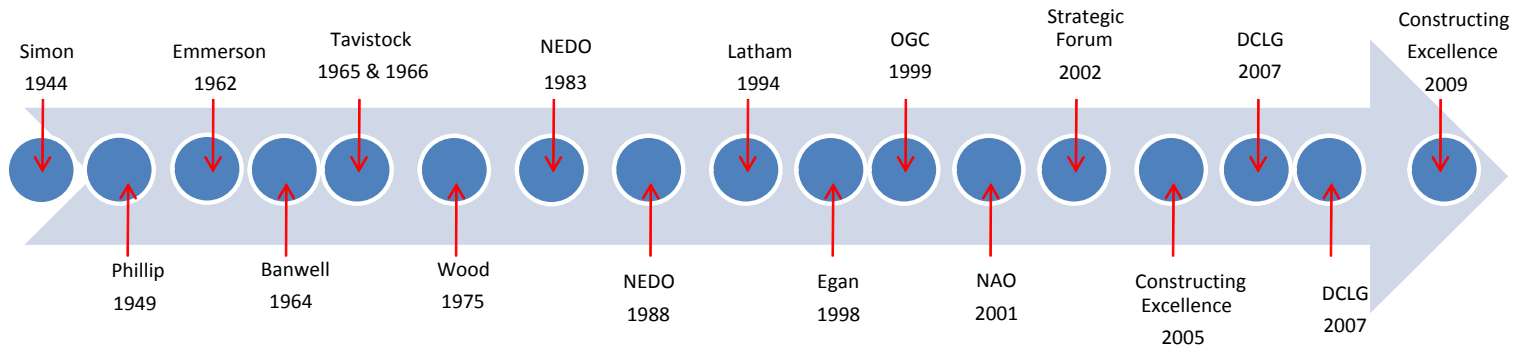 Simon
1944
Emmerson
1962
Tavistock
1965 & 1966
NEDO
1983
Latham
1994
OGC
1999
Strategic
Forum
2002
DCLG
2007
Constructing
Excellence
2009
Phillip
1949
Banwell
1964
Wood
1975
NEDO
1988
Egan
1998
NAO
2001
Constructing
Excellence
2005
DCLG
2007